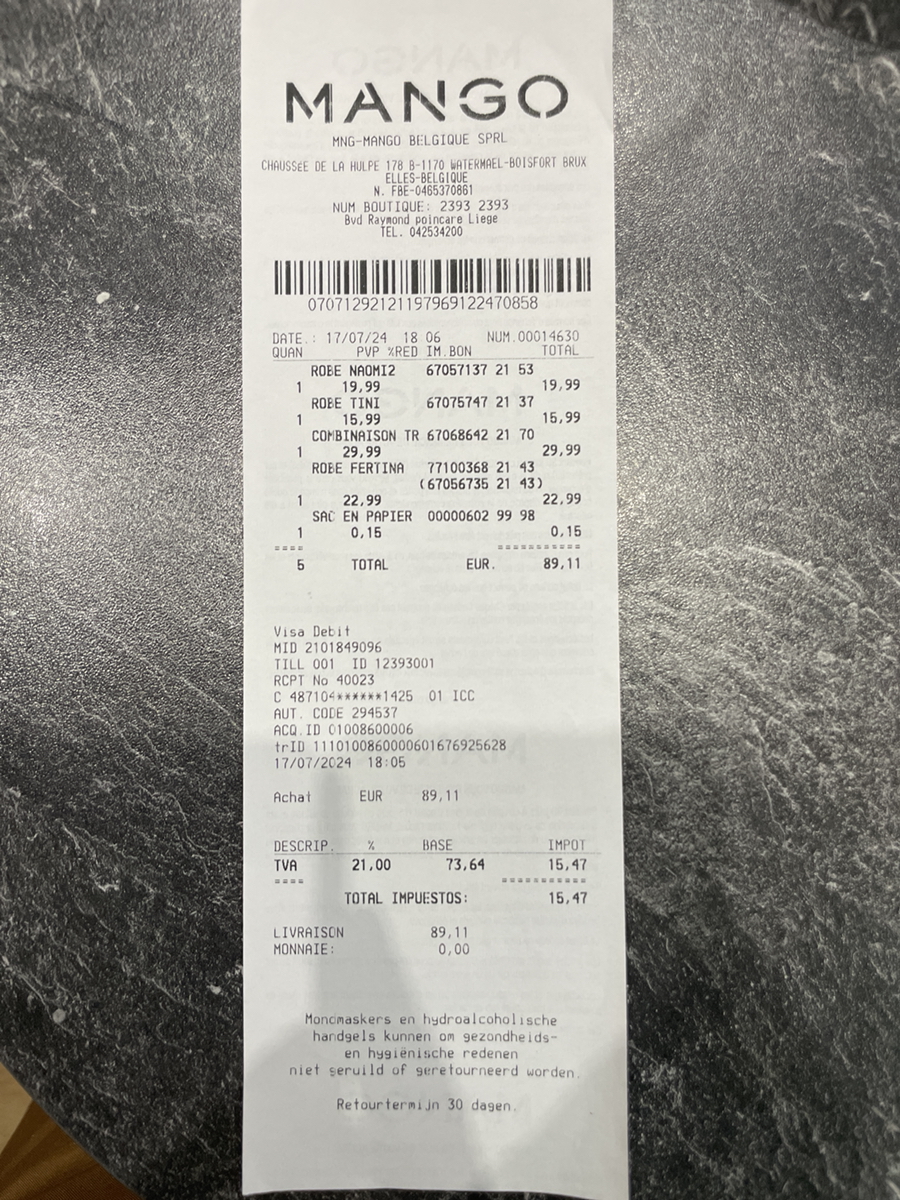 MANGO
MNG-MANGO BELGIQUE SPRL
CHAUSSéE DE LA HULPE 178 B-1170 WATERMAEL-BOISFORT BRUX
ELLES-BELGIQUE
N. FBE-0465370861
NUM BOUTIQUE: 2393 2393
Bvd Raymond poincare Liege
TEL. 042534200
07071292121197969122470858
DATE.: 17/07/24 18 06 NUM.00014630
QUAN PVP %RED IM.BON TOTAL
ROBE NAOMI2 67057137 21 53
1 19,99 19,99
ROBE TINI 67075747 21 37
1 15,99 15,99
COMBINAISON TR 67068642 21 70
1 29,99 29,99
ROBE FERTINA 77100368 21 43
(67056735 21 43)
1 22,99 22,99
SAC EN PAPIER 00000602 99 98
1 0,15 0,15
==== ===========
5 TOTAL EUR. 89,11
Visa Debit
MID 2101849096
TILL 001 ID 12393001
RCPT No 40023
C 487104******1425 01 ICC
AUT. CODE 294537
ACQ.ID 01008600006
trID 1110100860000601676925628
17/07/2024 18:05
Achat EUR 89,11
DESCRIP. % BASE IMPOT
TVA 21,00 73,64 15,47
==== ===========
TOTAL IMPUESTOS: 15,47
LIVRAISON 89,11
MONNAIE: 0,00
Mondmaskers en hydroalcoholische
handgels kunnen om gezondheids-
en hygiënische redenen
niet geruild of geretourneerd worden.
Retourtermijn 30 dagen.